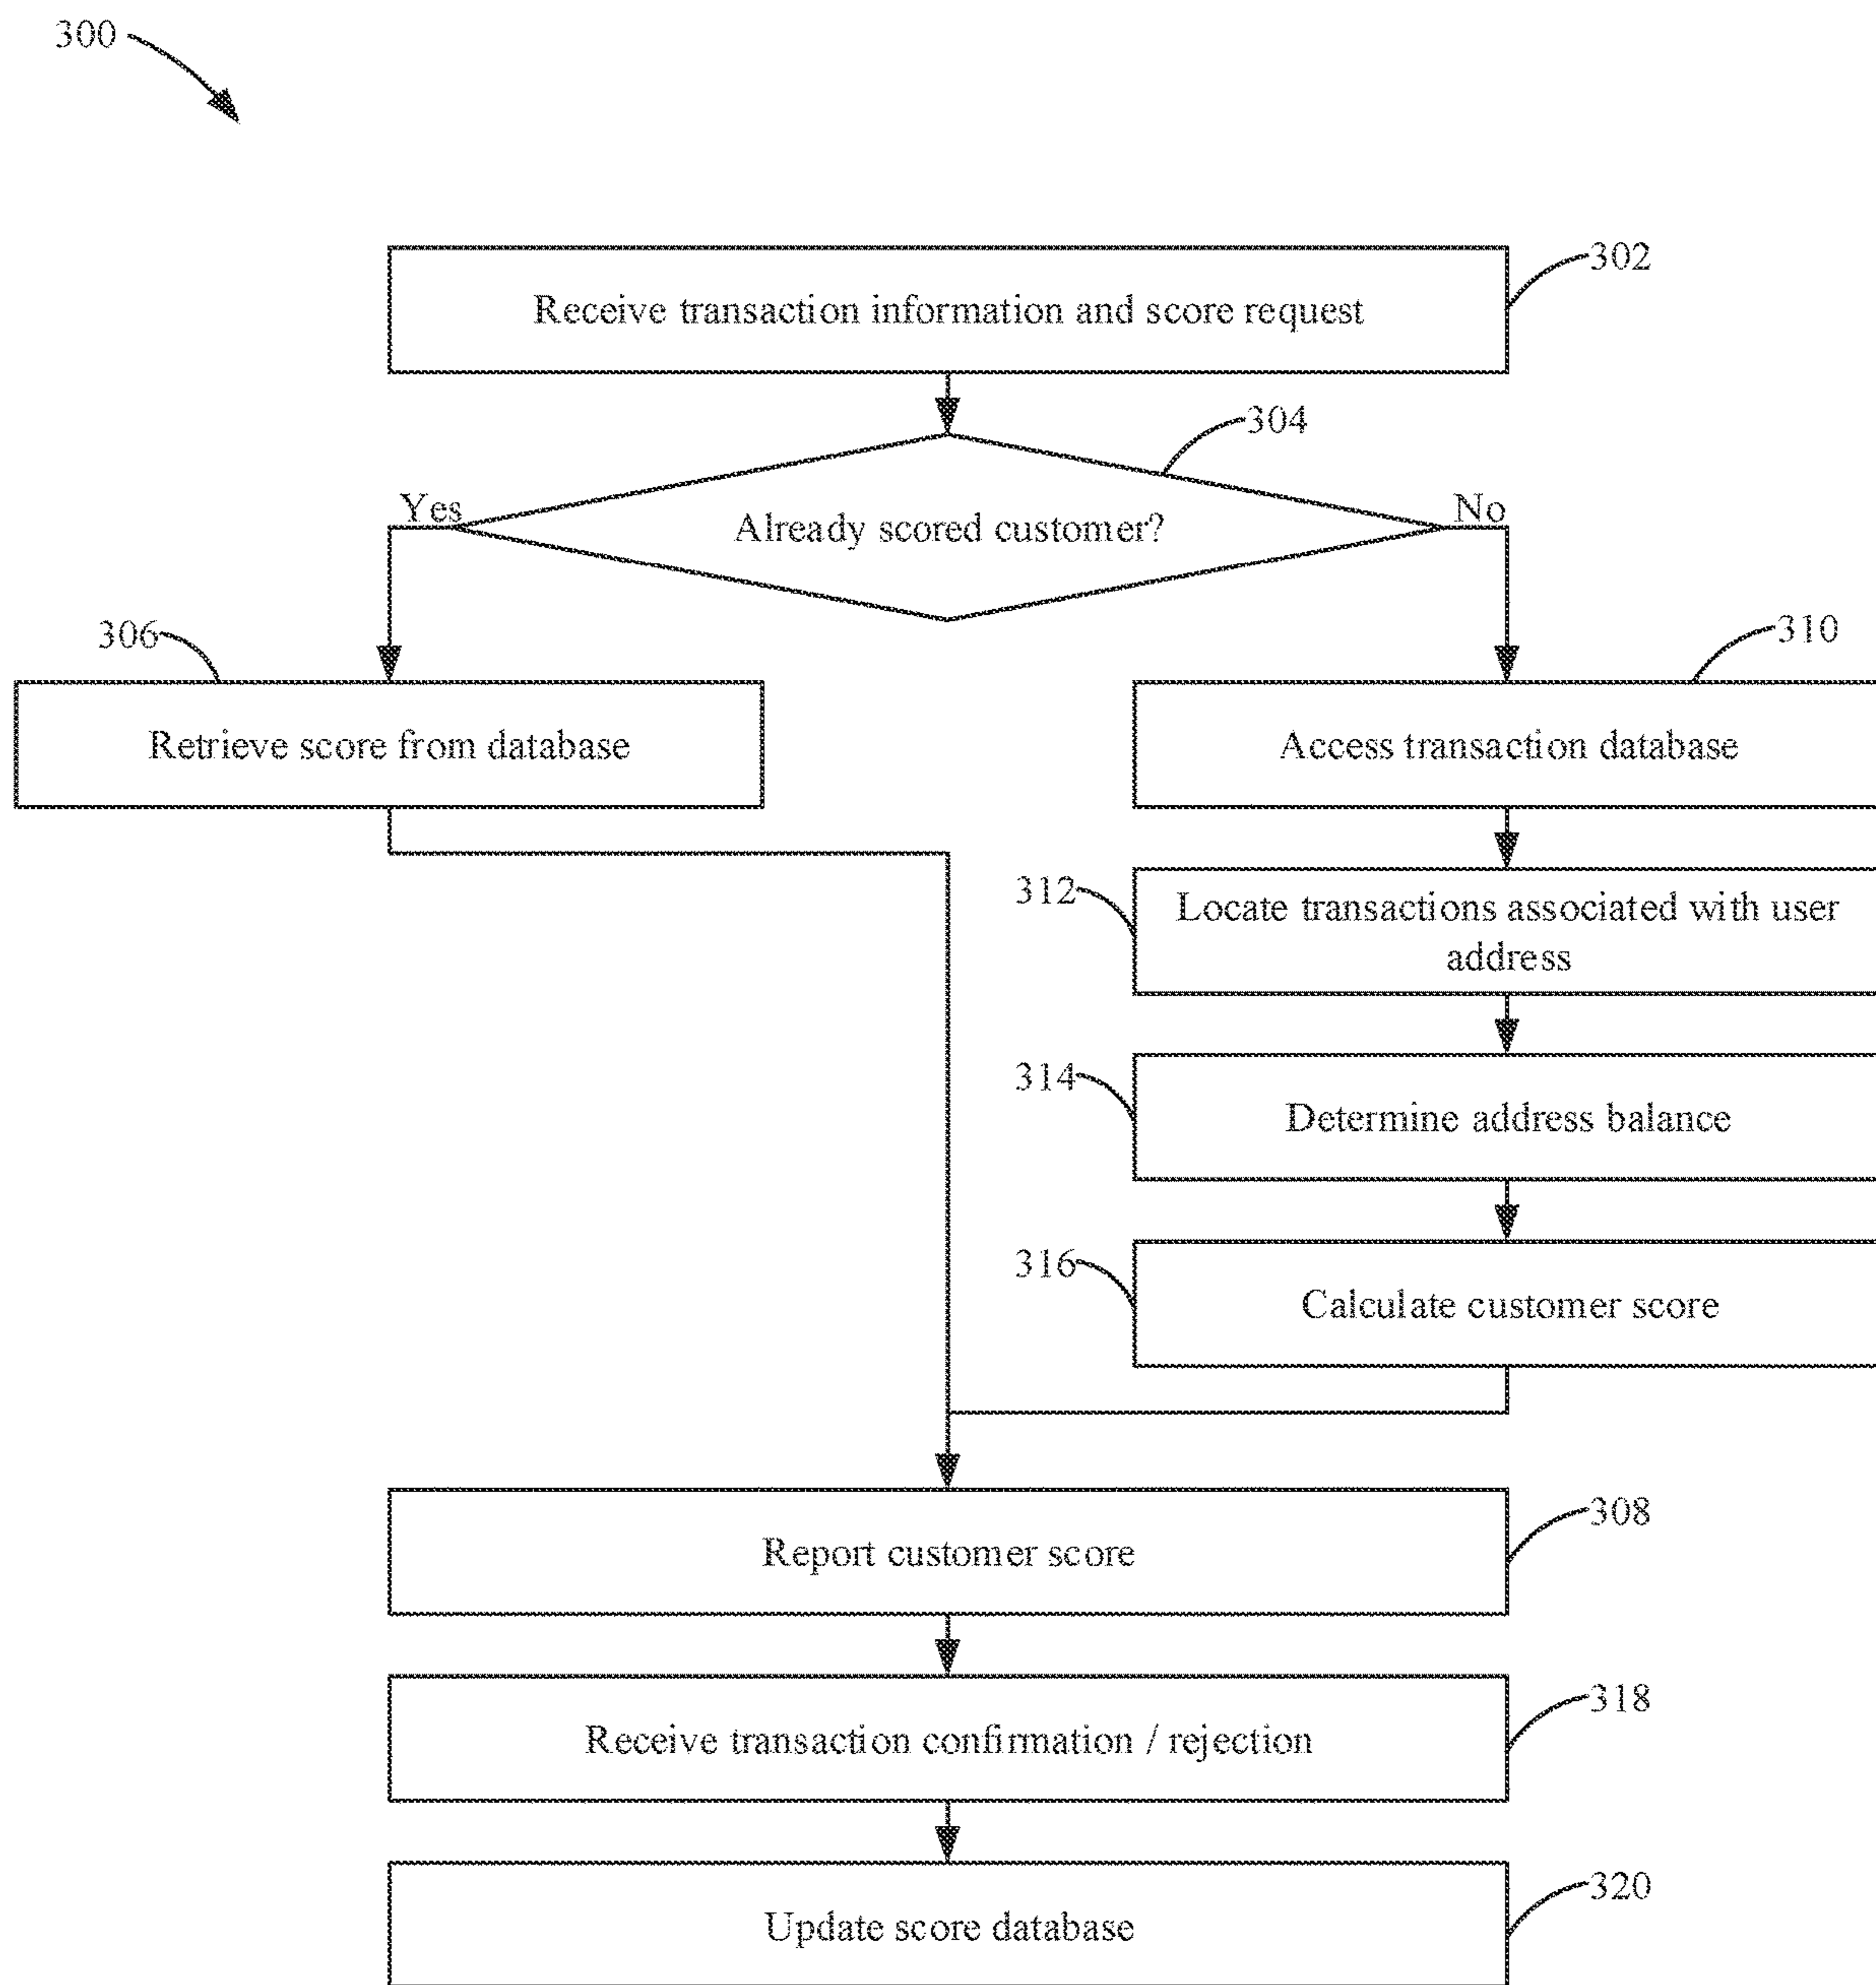 300
Receive transaction information and score request
302
304
Already scored customer?
Yes
No
306
Retrieve score from database
310
Access transaction database
312
Locate transactions associated with user
address
314
Determine address balance
316
Calculate customer score
Report customer score
308
Receive transaction confirmation / rejection
318
Update score database
320